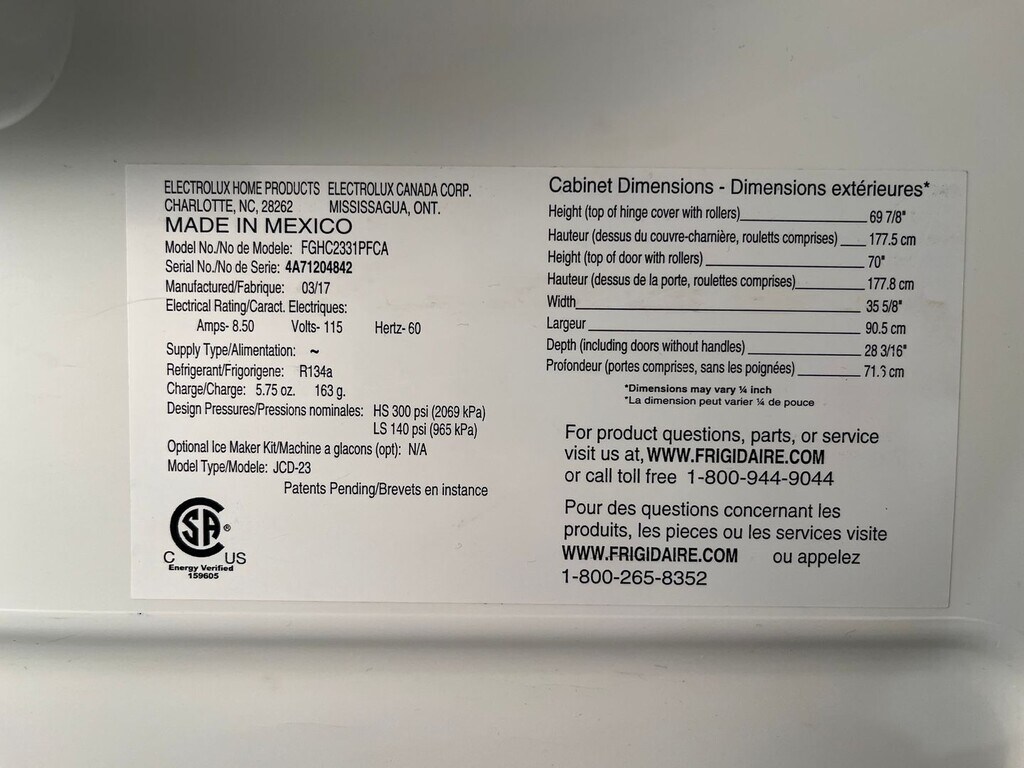 ELECTROLUX HOME PRODUCTS ELECTROLUX CANADA CORP.
CHARLOTTE, NC, 28262 MISSISSAGUA, ONT.
MADE IN MEXICO
Model No./No de Modele: FGHC2331PFCA
Serial No./No de Serie: 4A71204842
Manufactured/Fabrique: 03/17
Electrical Rating/Caract. Electriques:
Amps- 8.50 Volts- 115 Hertz- 60
Supply Type/Alimentation: ~
Refrigerant/Frigorigene: R134a
Charge/Charge: 5.75 oz. 163 g.
Design Pressures/Pressions nominales: HS 300 psi (2069 kPa)
LS 140 psi (965 kPa)
Optional Ice Maker Kit/Machine a glacons (opt): N/A
Model Type/Modele: JCD-23
Patents Pending/Brevets en instance
SA®
C US
Energy Verified
159605
Cabinet Dimensions - Dimensions extérieures*
Height (top of hinge cover with rollers) 69 7/8"
Hauteur (dessus du couvre-charnière, rouletts comprises) 177.5 cm
Height (top of door with rollers) 70"
Hauteur (dessus de la porte, roulettes comprises) 177.8 cm
Width 35 5/8"
Largeur 90.5 cm
Depth (including doors without handles) 28 3/16"
Profondeur (portes comprises, sans les poignées) 71.3 cm
*Dimensions may vary ¼ inch
*La dimension peut varier ¼ de pouce
For product questions, parts, or service
visit us at, WWW.FRIGIDAIRE.COM
or call toll free 1-800-944-9044
Pour des questions concernant les
produits, les pieces ou les services visite
WWW.FRIGIDAIRE.COM ou appelez
1-800-265-8352